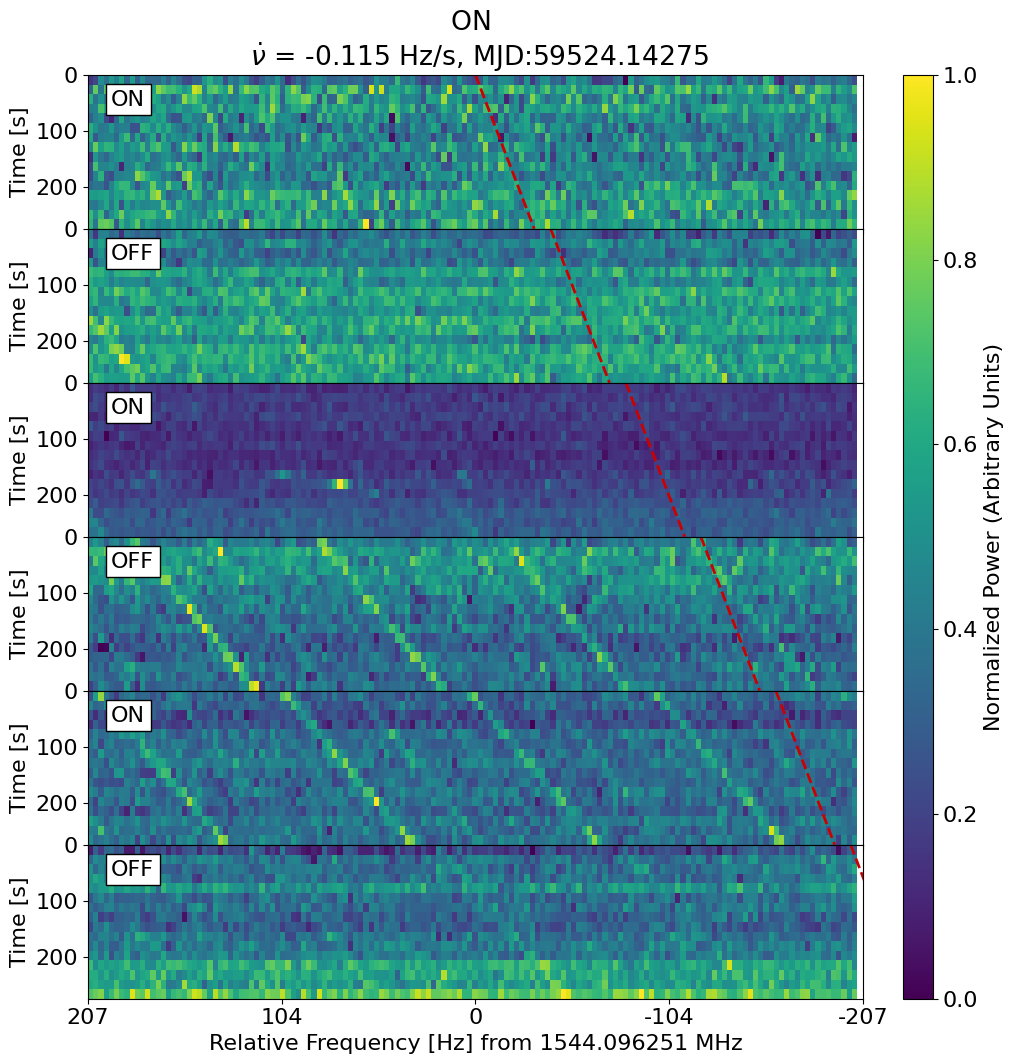 ON
ν̇ = -0.115 Hz/s, MJD:59524.14275
0
ON
100
200
Time [s]
0
OFF
100
200
Time [s]
0
ON
100
200
Time [s]
0
OFF
100
200
Time [s]
0
ON
100
200
Time [s]
0
OFF
100
200
Time [s]
207 104 0 -104 -207
Relative Frequency [Hz] from 1544.096251 MHz
1.0
0.8
0.6
0.4
0.2
0.0
Normalized Power (Arbitrary Units)